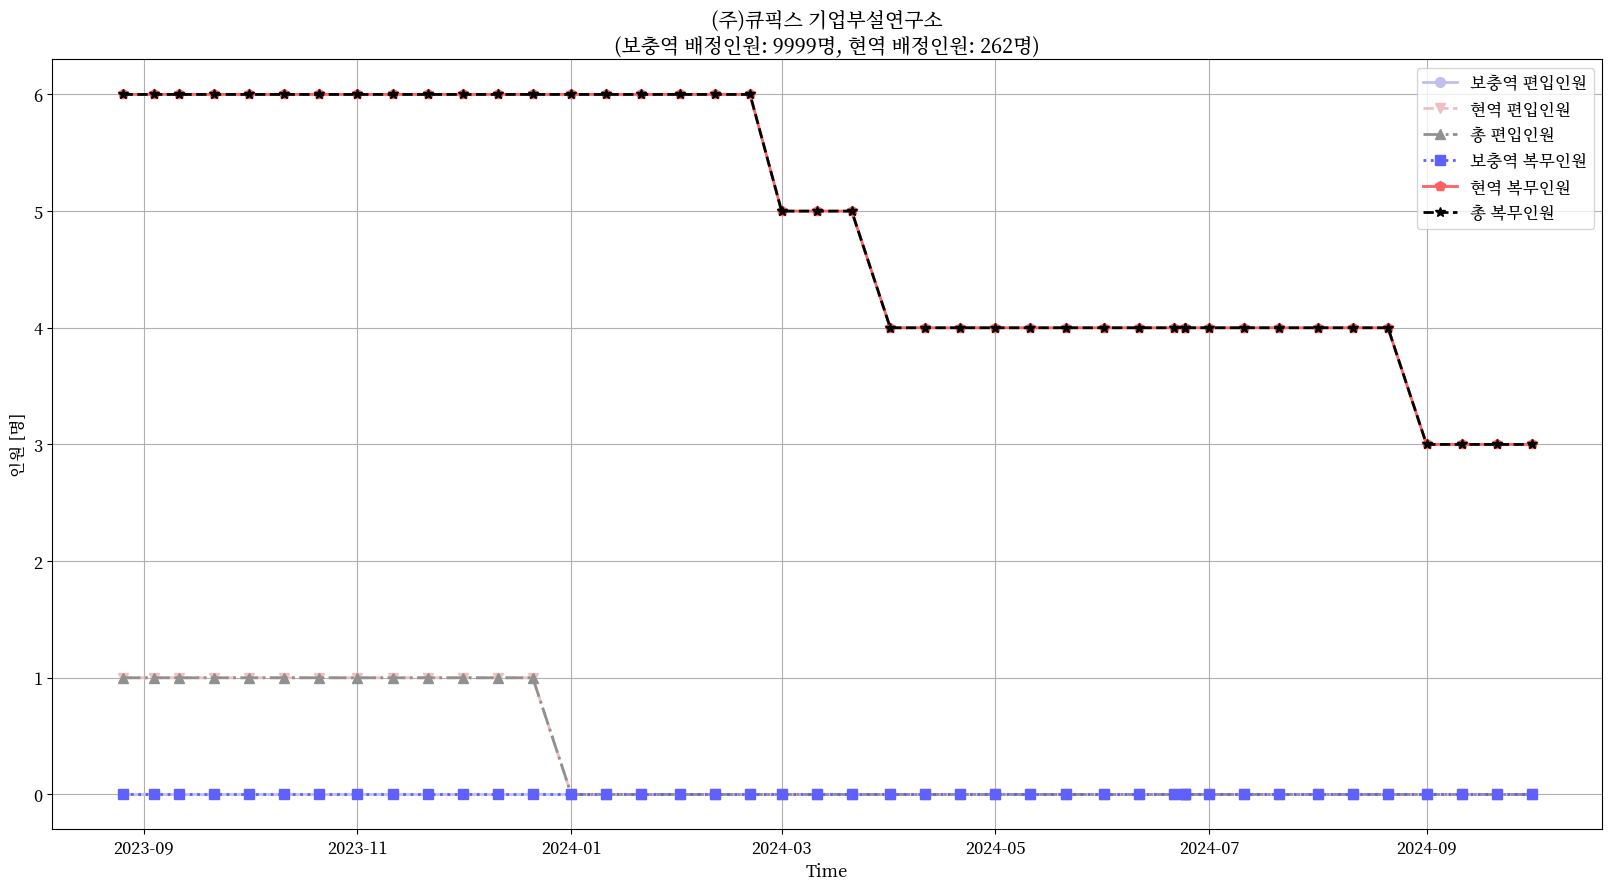 (주)큐픽스 기업부설연구소
(보충역 배정인원: 9999명, 현역 배정인원: 262명)
보충역 편입인원
현역 편입인원
총 편입인원
보충역 복무인원
현역 복무인원
총 복무인원
인원 [명]
6
5
4
3
2
1
0
2023-09
2023-11
2024-01
2024-03
2024-05
2024-07
2024-09
Time